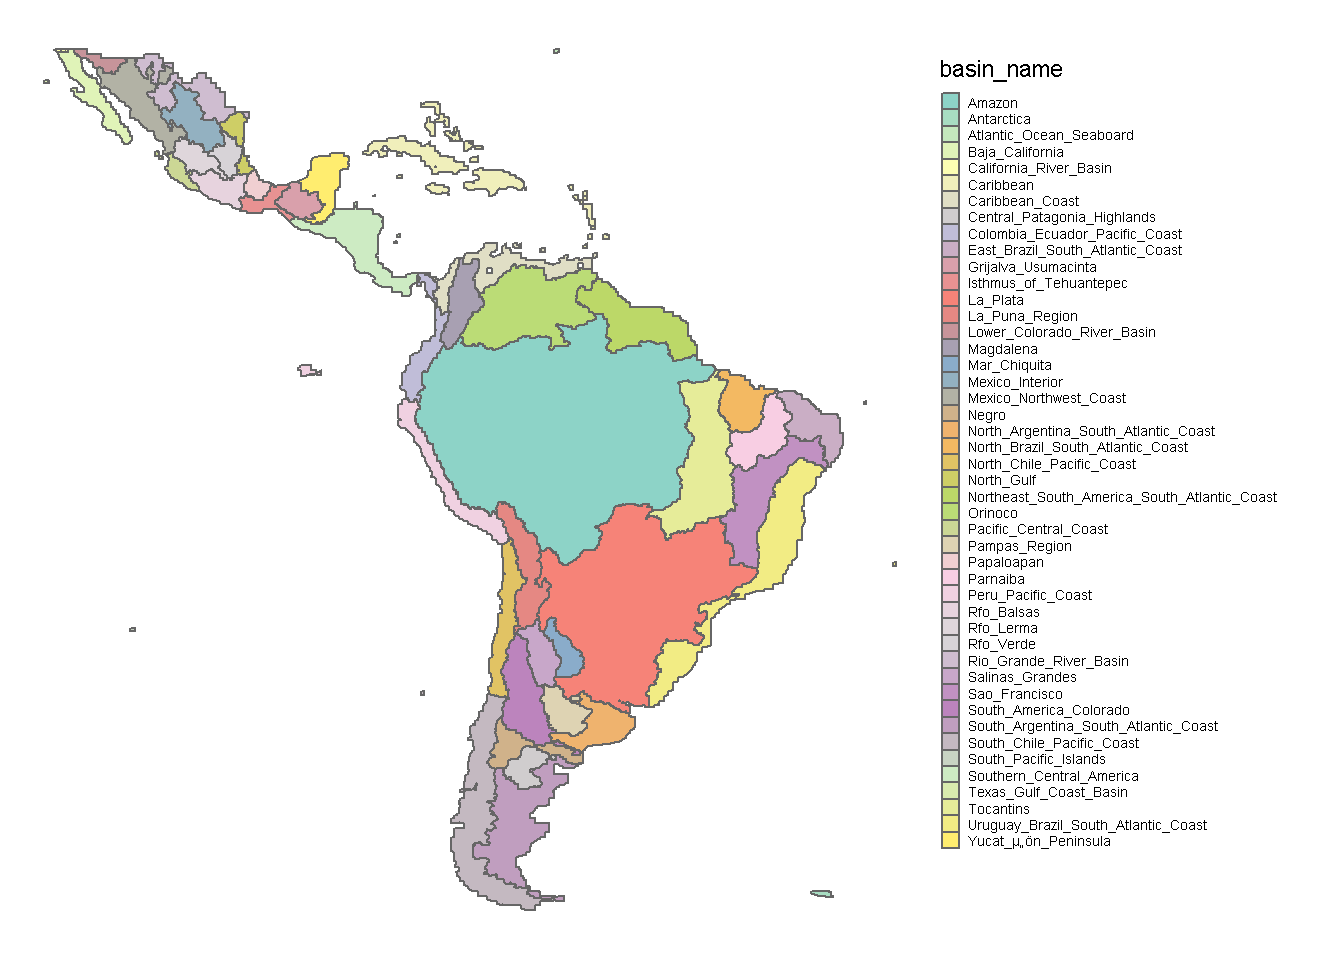 basin_name
Amazon
Antarctica
Atlantic_Ocean_Seaboard
Baja_California
California_River_Basin
Caribbean
Caribbean_Coast
Central_Patagonia_Highlands
Colombia_Ecuador_Pacific_Coast
East_Brazil_South_Atlantic_Coast
Grijalva_Usumacinta
Isthmus_of_Tehuantepec
La_Plata
La_Puna_Region
Lower_Colorado_River_Basin
Magdalena
Mar_Chiquita
Mexico_Interior
Mexico_Northwest_Coast
Negro
North_Argentina_South_Atlantic_Coast
North_Brazil_South_Atlantic_Coast
North_Chile_Pacific_Coast
North_Gulf
Northeast_South_America_South_Atlantic_Coast
Orinoco
Pacific_Central_Coast
Pampas_Region
Papaloapan
Parnaiba
Peru_Pacific_Coast
Rfo_Balsas
Rfo_Lerma
Rfo_Verde
Rio_Grande_River_Basin
Salinas_Grandes
Sao_Francisco
South_America_Colorado
South_Argentina_South_Atlantic_Coast
South_Chile_Pacific_Coast
South_Pacific_Islands
Southern_Central_America
Texas_Gulf_Coast_Basin
Tocantins
Uruguay_Brazil_South_Atlantic_Coast
Yucat_µ„ön_Peninsula